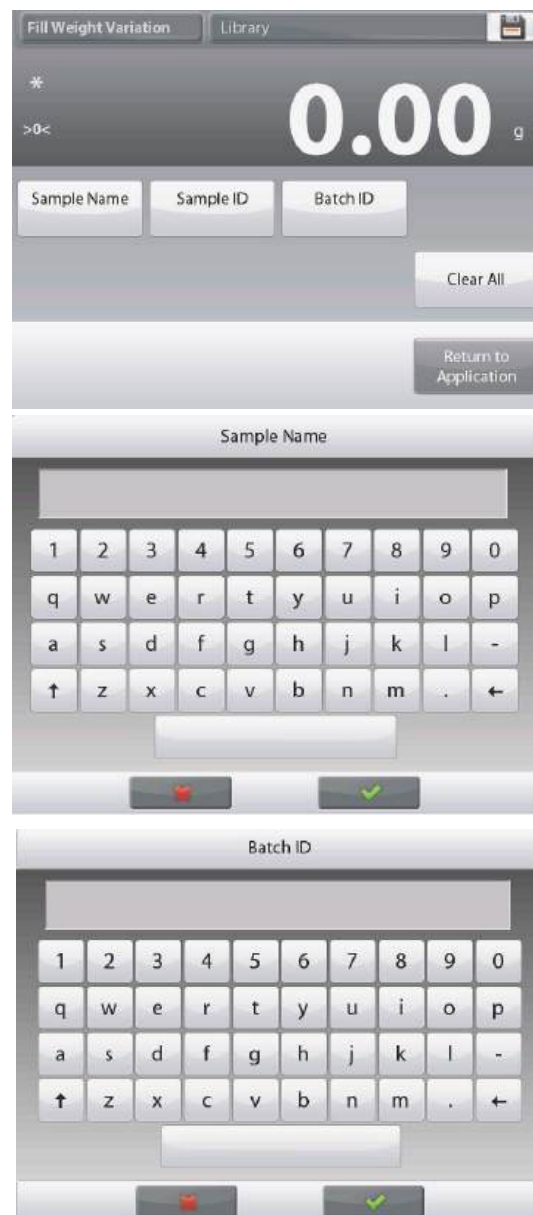 Fill Weight Variation Library
*
>0<
0.00 g
Sample Name Sample ID Batch ID
Clear All
Return to
Application
Sample Name
1 2 3 4 5 6 7 8 9 0
q w e r t y u i o p
a s d f g h j k l -
↑ z x c v b n m . ←
Batch ID
1 2 3 4 5 6 7 8 9 0
q w e r t y u i o p
a s d f g h j k l -
↑ z x c v b n m . ←